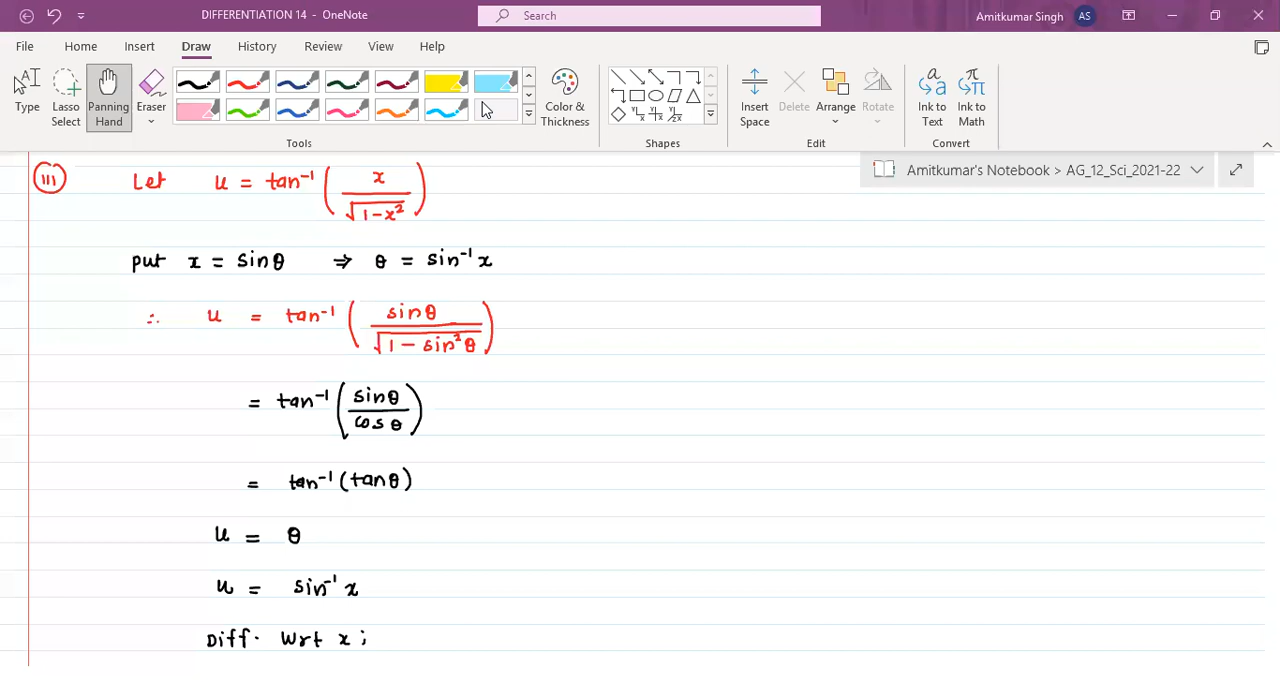 DIFFERENTIATION 14 - OneNote
Search
Amitkumar Singh
AS
File Home Insert Draw History Review View Help
Type
Lasso Select
Panning Hand
Eraser
Color & Thickness
Insert Space
Delete
Arrange
Rotate
Ink to Text
Ink to Math
Tools
Shapes
Edit
Convert
Amitkumar's Notebook > AG_12_Sci_2021-22
(III) Let u = tan⁻¹ ( x / √(1-x²) )
put x = sinθ ⇒ θ = sin⁻¹ x
∴ u = tan⁻¹ ( sinθ / √(1 - sin²θ) )
= tan⁻¹ ( sinθ / cosθ )
= tan⁻¹ (tanθ)
u = θ
u = sin⁻¹ x
Diff. Wrt x ;